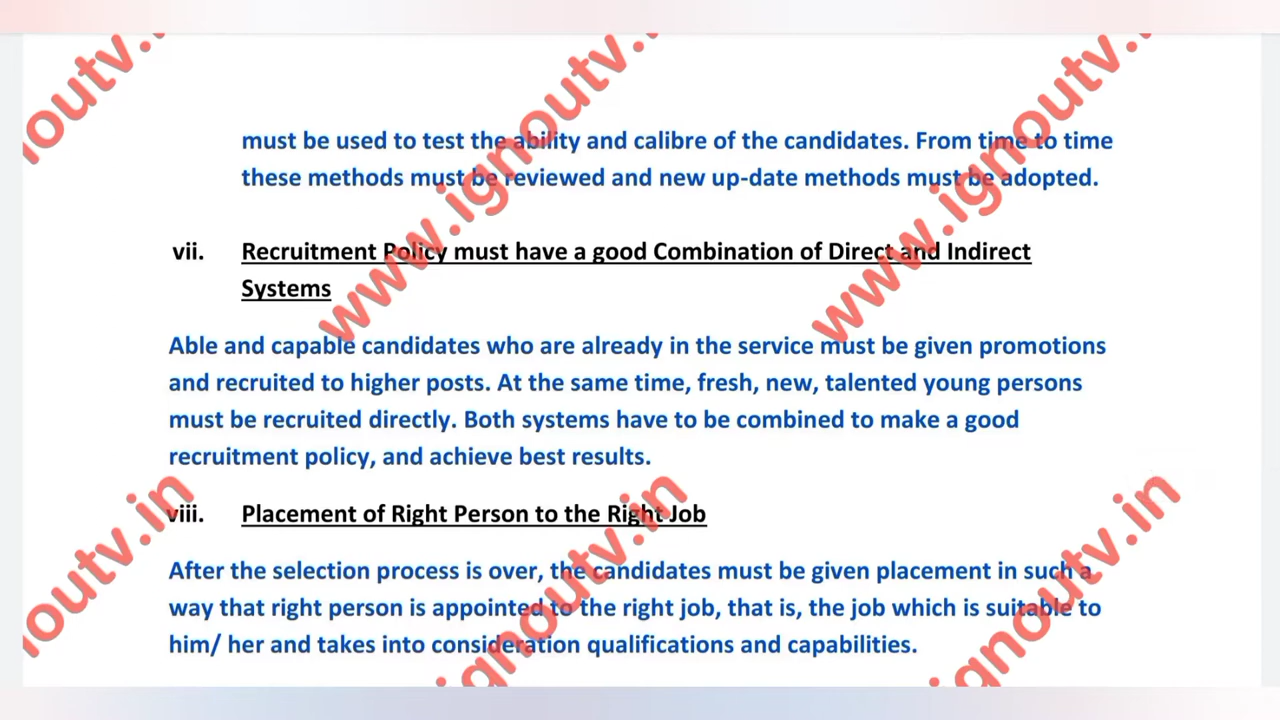 must be used to test the ability and calibre of the candidates. From time to time
these methods must be reviewed and new up-date methods must be adopted.
vii. Recruitment Policy must have a good Combination of Direct and Indirect
Systems
Able and capable candidates who are already in the service must be given promotions
and recruited to higher posts. At the same time, fresh, new, talented young persons
must be recruited directly. Both systems have to be combined to make a good
recruitment policy, and achieve best results.
viii. Placement of Right Person to the Right Job
After the selection process is over, the candidates must be given placement in such a
way that right person is appointed to the right job, that is, the job which is suitable to
him/ her and takes into consideration qualifications and capabilities.
noutv.i
www.ignoutv.i
www.ignoutv.i
noutv.in
ignoutv.in
ignoutv.in